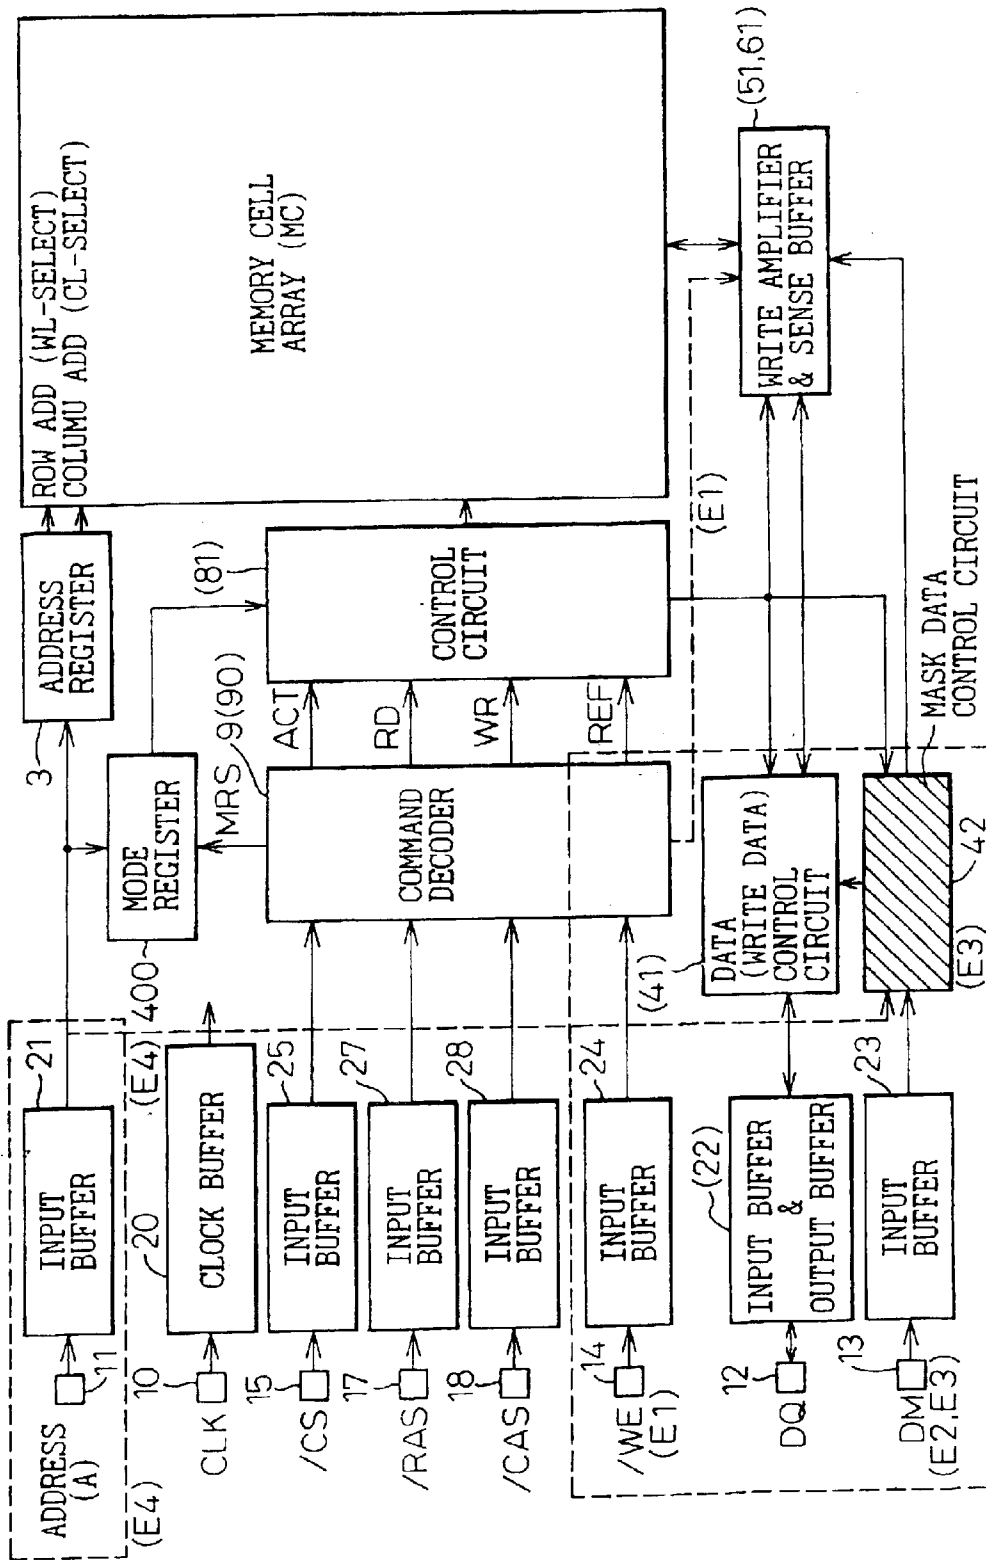 ADDRESS
(A)
(E4)
11
INPUT
BUFFER
21
(E4)
3
ADDRESS
REGISTER
ROW ADD (WL-SELECT)
COLUMU ADD (CL-SELECT)
MEMORY CELL
ARRAY (MC)
400
MODE
REGISTER
MRS
9(90)
CLK
10
20
CLOCK BUFFER
/CS
15
INPUT
BUFFER
25
/RAS
17
INPUT
BUFFER
27
/CAS
18
INPUT
BUFFER
28
COMMAND
DECODER
ACT
RD
WR
REF
CONTROL
CIRCUIT
(81)
/WE
(E1)
14
INPUT
BUFFER
24
(E1)
DQ
12
INPUT BUFFER
&
OUTPUT BUFFER
(22)
(41)
DATA
(WRITE DATA)
CONTROL
CIRCUIT
WRITE AMPLIFIER
& SENSE BUFFER
(51,61)
DM
(E2,E3)
13
INPUT
BUFFER
23
(E3)
42
MASK DATA
CONTROL CIRCUIT